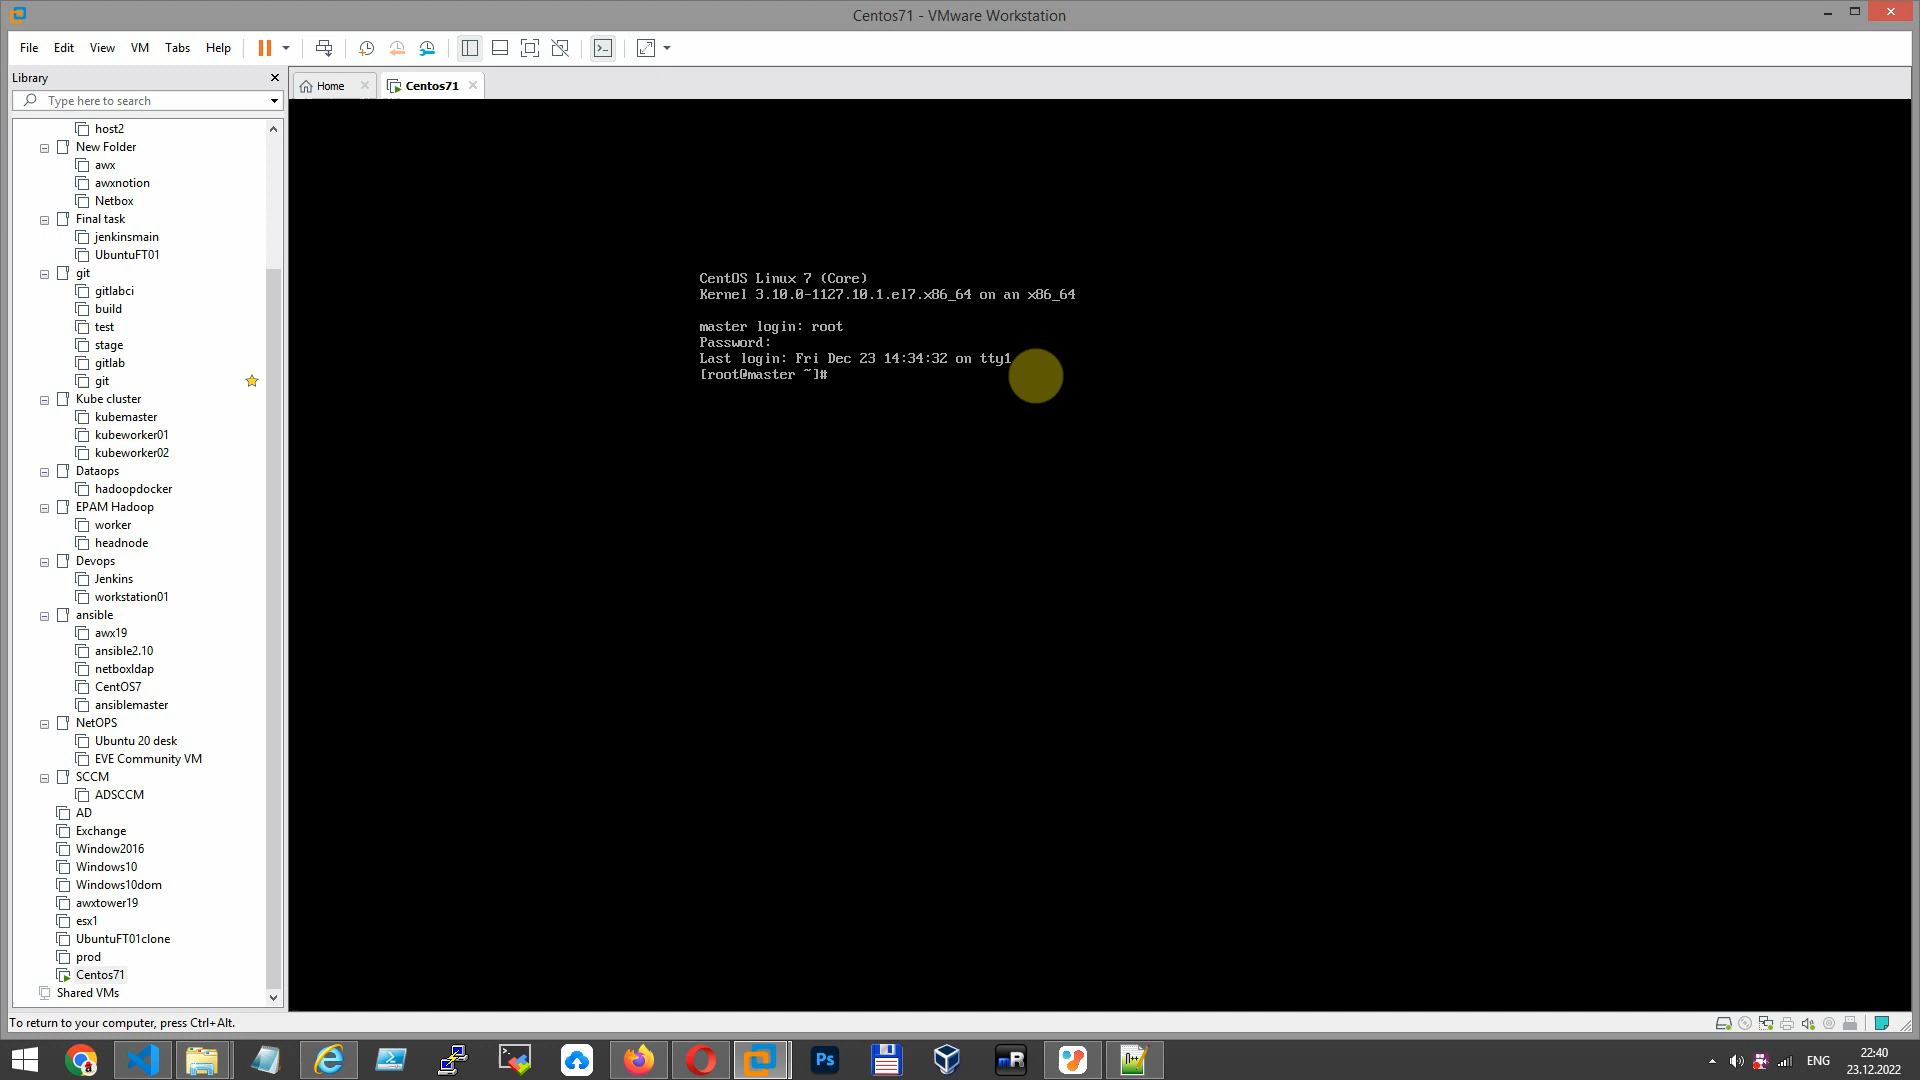 Centos71 - VMware Workstation
File Edit View VM Tabs Help
Library
Type here to search
host2
New Folder
awx
awxnotion
Netbox
Final task
jenkinsmain
UbuntuFT01
git
gitlabci
build
test
stage
gitlab
git
Kube cluster
kubemaster
kubeworker01
kubeworker02
Dataops
hadoopdocker
EPAM Hadoop
worker
headnode
Devops
Jenkins
workstation01
ansible
awx19
ansible2.10
netboxldap
CentOS7
ansiblemaster
NetOPS
Ubuntu 20 desk
EVE Community VM
SCCM
ADSCCM
AD
Exchange
Window2016
Windows10
Windows10dom
awxtower19
esx1
UbuntuFT01clone
prod
Centos71
Shared VMs
Home Centos71
CentOS Linux 7 (Core)
Kernel 3.10.0-1127.10.1.el7.x86_64 on an x86_64
master login: root
Password:
Last login: Fri Dec 23 14:34:32 on tty1
[root@master ~]#
To return to your computer, press Ctrl+Alt.
Ps
mR
ENG
22:40
23.12.2022